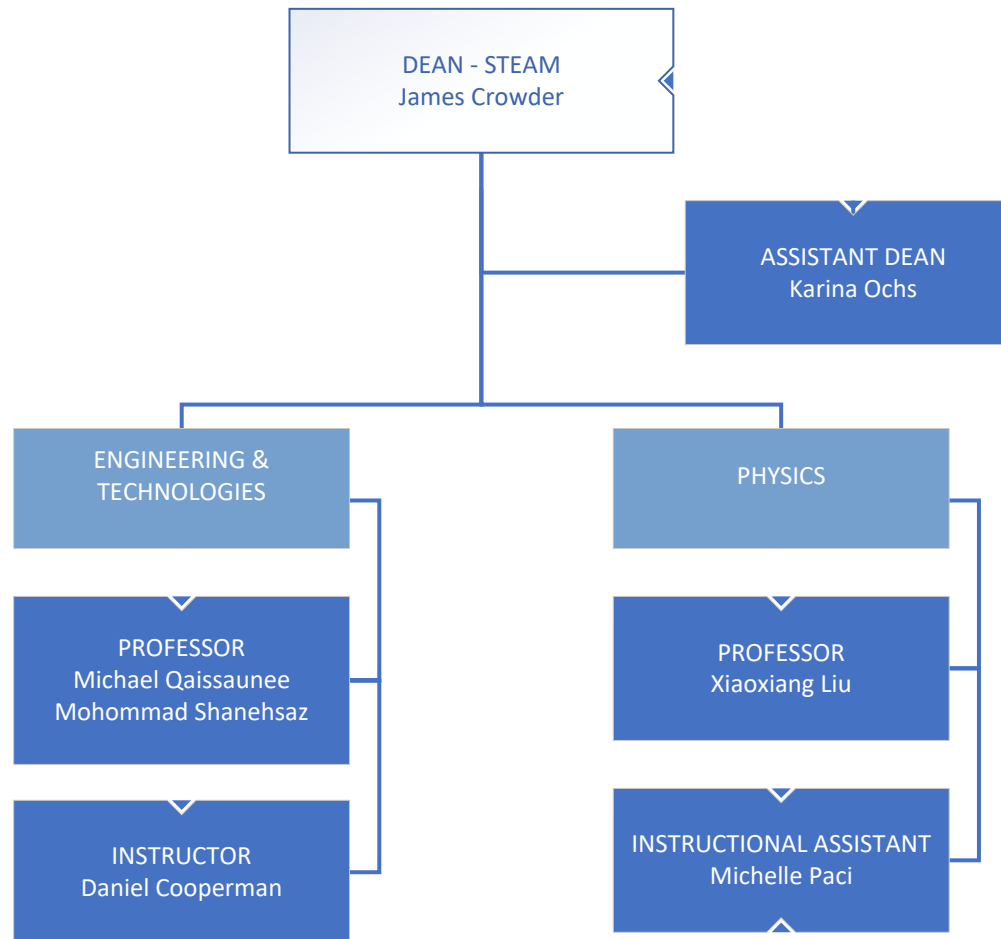 DEAN - STEAM
James Crowder
ASSISTANT DEAN
Karina Ochs
ENGINEERING &
TECHNOLOGIES
PHYSICS
PROFESSOR
Michael Qaissaunee
Mohommad Shanehsaz
PROFESSOR
Xiaoxiang Liu
INSTRUCTOR
Daniel Cooperman
INSTRUCTIONAL ASSISTANT
Michelle Paci